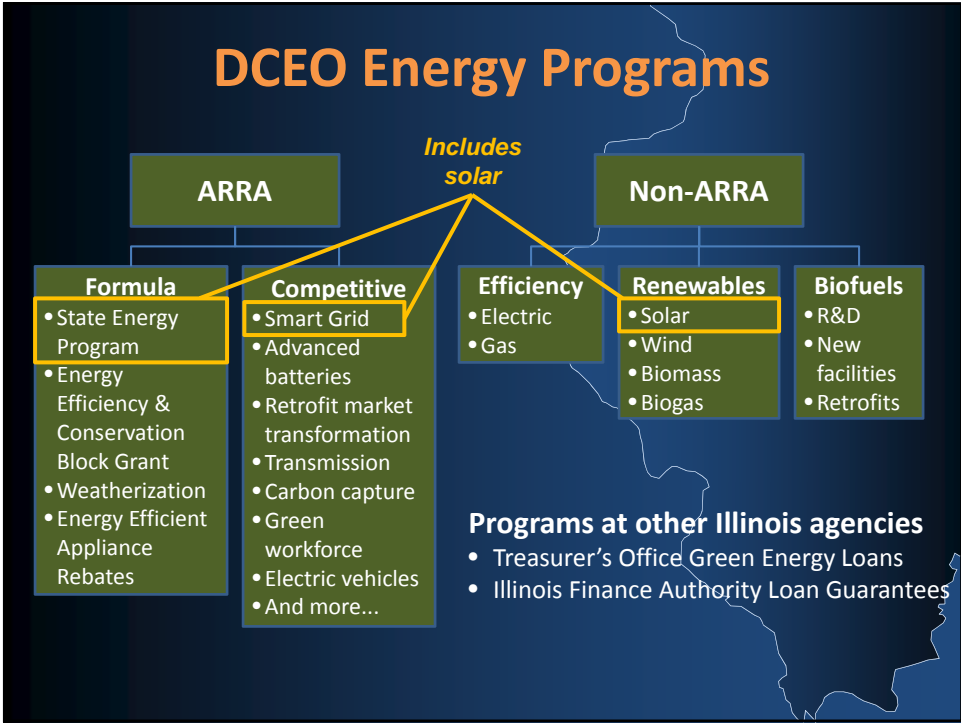 DCEO Energy Programs
Includes
solar
ARRA
Non-ARRA
Formula
• State Energy
Program
• Energy
Efficiency &
Conservation
Block Grant
• Weatherization
• Energy Efficient
Appliance
Rebates
Competitive
• Smart Grid
• Advanced
batteries
• Retrofit market
transformation
• Transmission
• Carbon capture
• Green
workforce
• Electric vehicles
• And more...
Efficiency
• Electric
• Gas
Renewables
• Solar
• Wind
• Biomass
• Biogas
Biofuels
• R&D
• New
facilities
• Retrofits
Programs at other Illinois agencies
• Treasurer’s Office Green Energy Loans
• Illinois Finance Authority Loan Guarantees